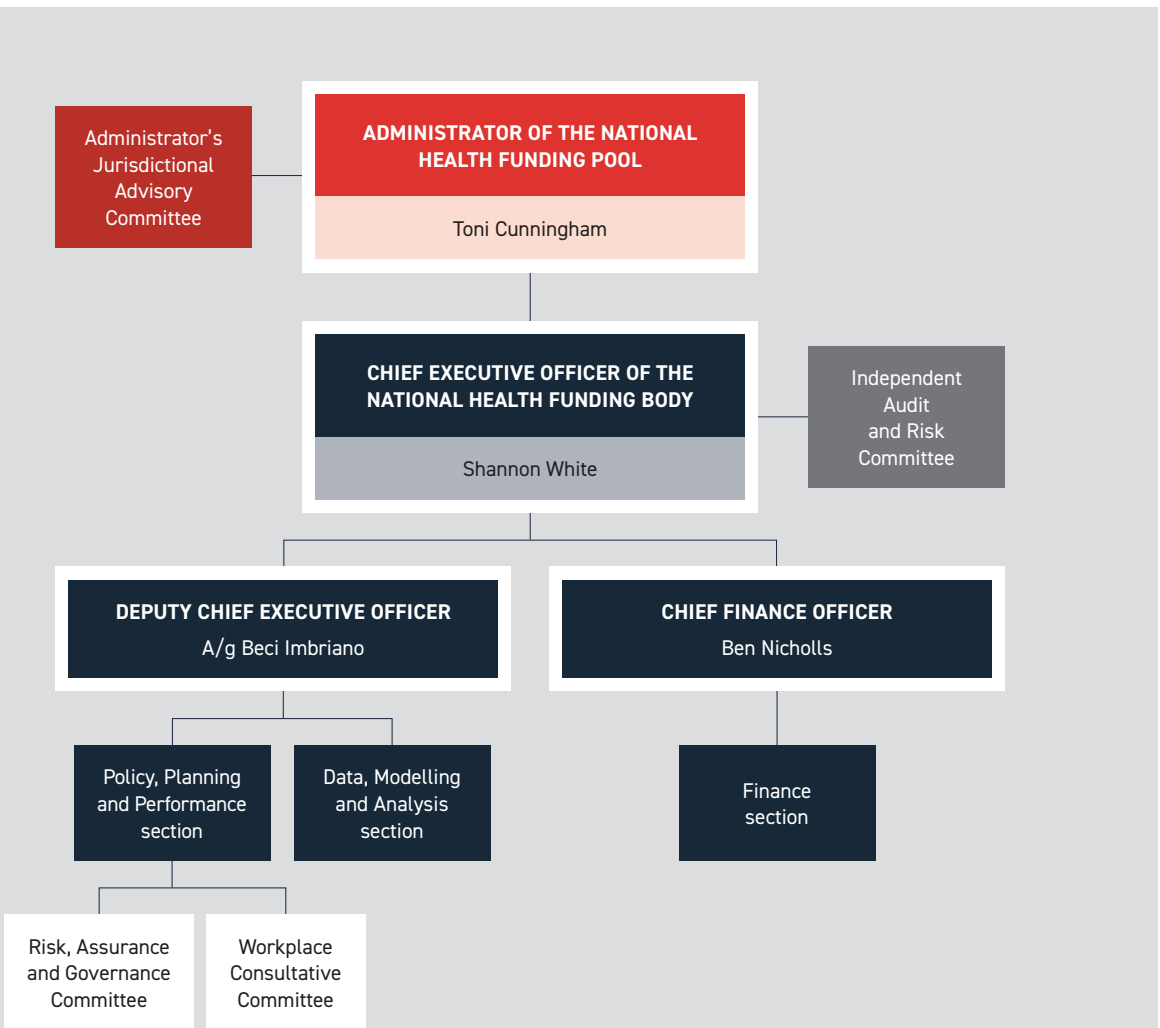 Administrator’s
Jurisdictional
Advisory
Committee
ADMINISTRATOR OF THE NATIONAL
HEALTH FUNDING POOL
Toni Cunningham
CHIEF EXECUTIVE OFFICER OF THE
NATIONAL HEALTH FUNDING BODY
Shannon White
Independent
Audit
and Risk
Committee
DEPUTY CHIEF EXECUTIVE OFFICER
A/g Beci Imbriano
CHIEF FINANCE OFFICER
Ben Nicholls
Policy, Planning
and Performance
section
Data, Modelling
and Analysis
section
Finance
section
Risk, Assurance
and Governance
Committee
Workplace
Consultative
Committee